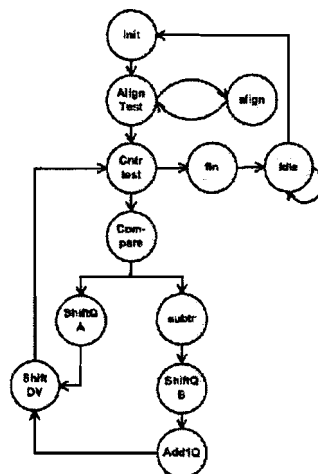 Init
Align
Test
align
Cntr
test
fin
Idle
Com-
pare
ShiftQ
A
subtr
Shift
DV
ShiftQ
B
Add1Q